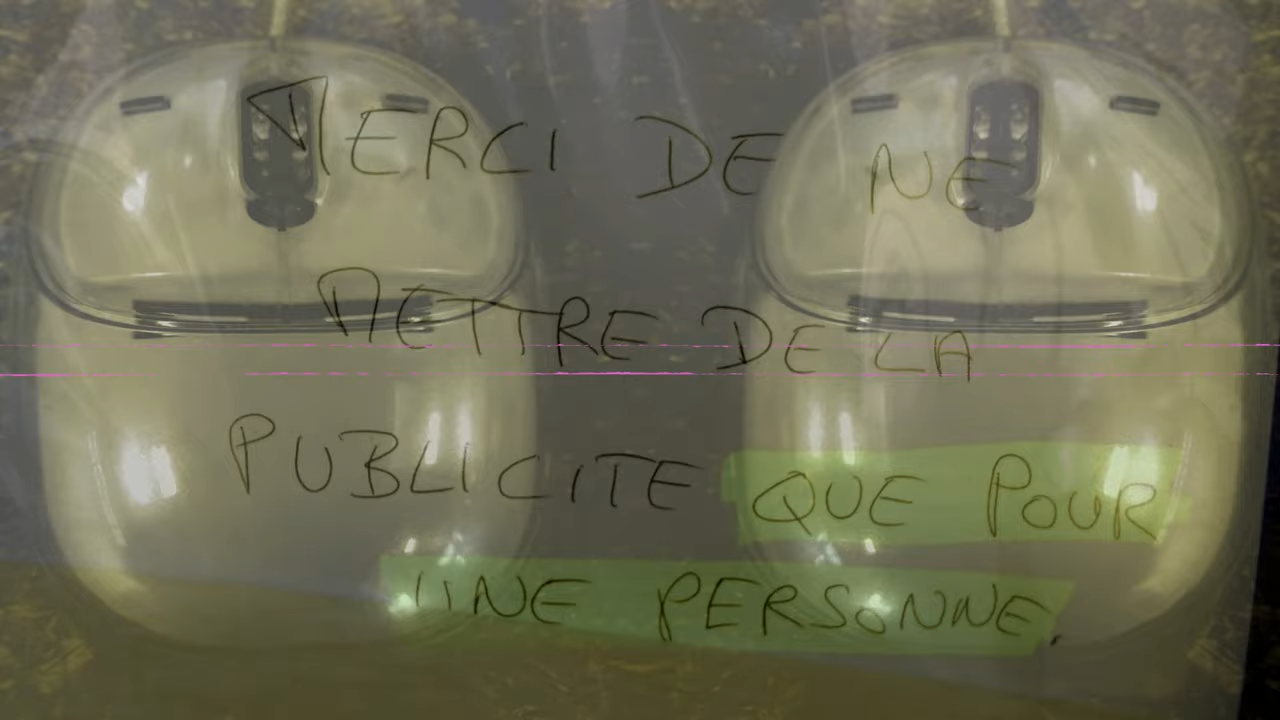 MERCI DE NE
METTRE DE LA
PUBLICITE QUE POUR
UNE PERSONNE.